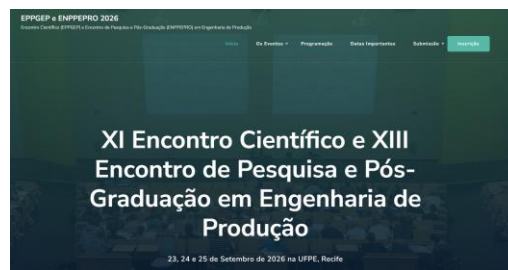 EPPGEP e ENPPEPRO 2026
Encontro Científico (EPPGEP) e Encontro de Pesquisa e Pós-Graduação (ENPPEPRO) em Engenharia de Produção
Início Os Eventos Programação Datas Importantes Submissão Inscrição
XI Encontro Científico e XIII
Encontro de Pesquisa e Pós-
Graduação em Engenharia de
Produção
23, 24 e 25 de Setembro de 2026 na UFPE, Recife